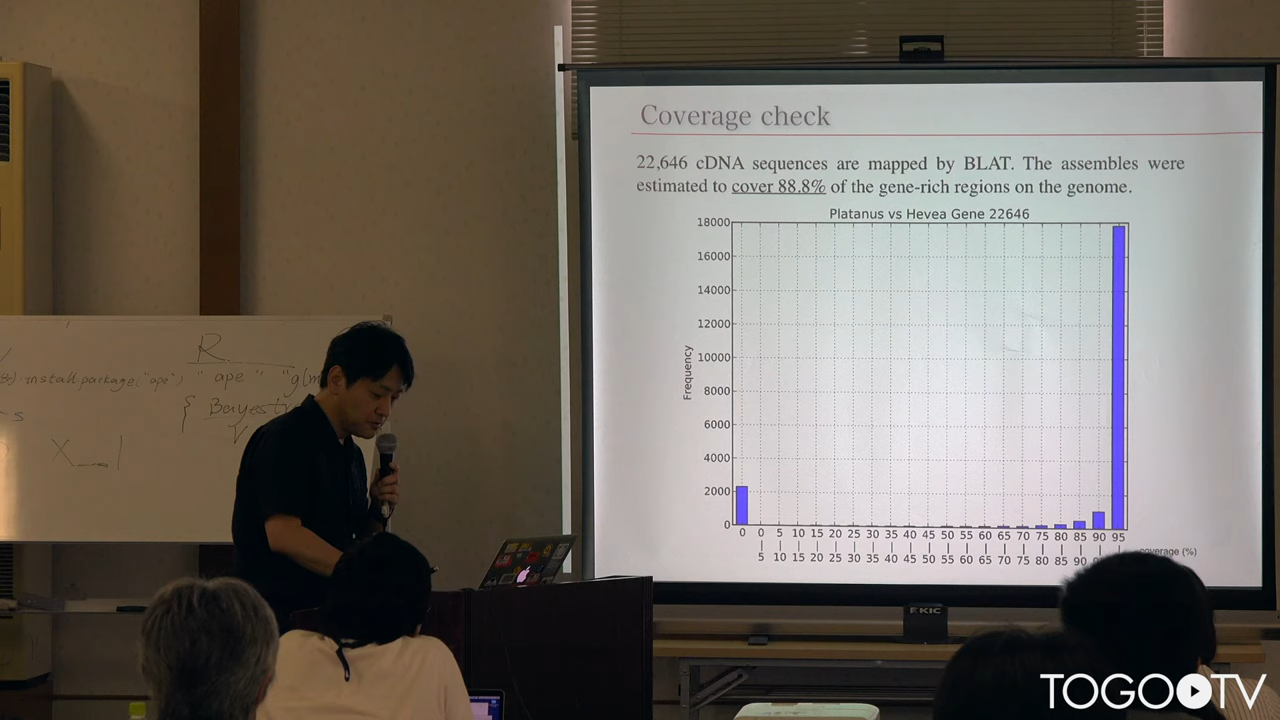 Coverage check
22,646 cDNA sequences are mapped by BLAT. The assembles were
estimated to cover 88.8% of the gene-rich regions on the genome.
Platanus vs Hevea Gene 22646
18000
16000
14000
12000
10000
8000
6000
4000
2000
0
Frequency
0 0 5 10 15 20 25 30 35 40 45 50 55 60 65 70 75 80 85 90 95
5 10 15 20 25 30 35 40 45 50 55 60 65 70 75 80 85 90
coverage (%)
KIC
R
install.package("ape");
"ape"
X__1
TOGO TV